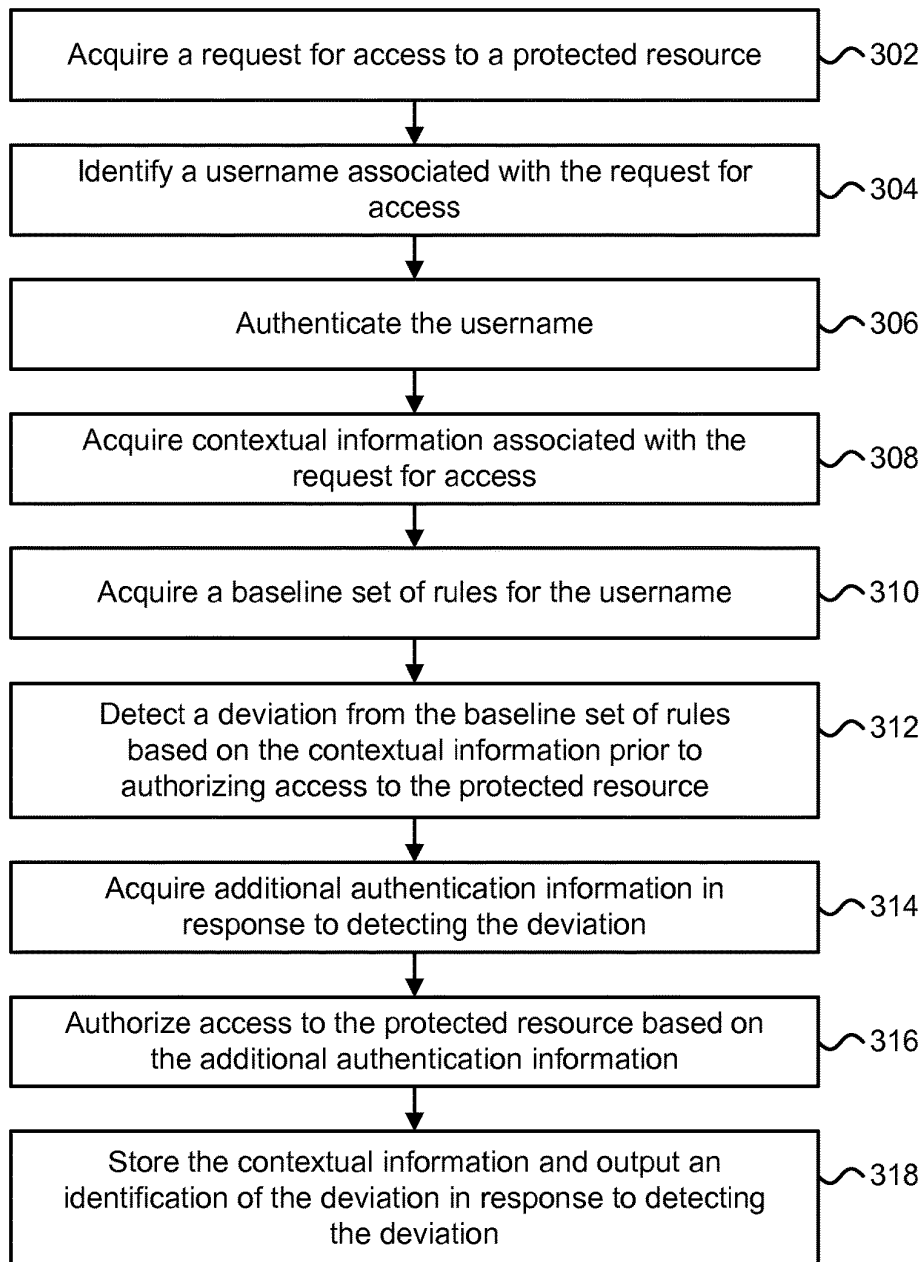 Acquire a request for access to a protected resource
302
Identify a username associated with the request for
access
304
Authenticate the username
306
Acquire contextual information associated with the
request for access
308
Acquire a baseline set of rules for the username
310
Detect a deviation from the baseline set of rules
based on the contextual information prior to
authorizing access to the protected resource
312
Acquire additional authentication information in
response to detecting the deviation
314
Authorize access to the protected resource based on
the additional authentication information
316
Store the contextual information and output an
identification of the deviation in response to detecting
the deviation
318